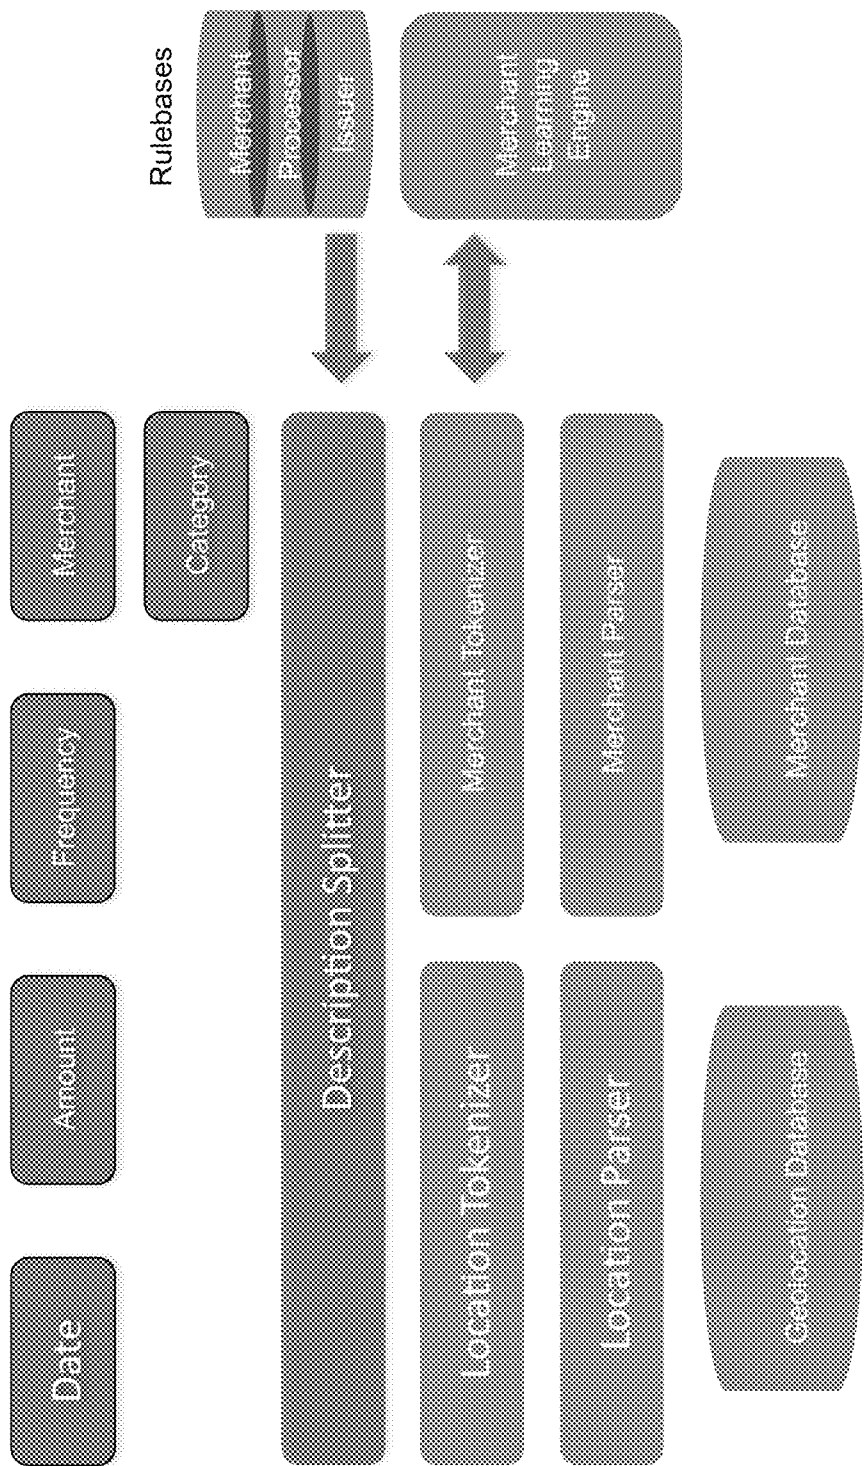 Date
Amount
Frequency
Merchant
Category
Description Splitter
Location Tokenizer
Merchant Tokenizer
Location Parser
Merchant Parser
Geolocation Database
Merchant Database
Rulebases
Merchant
Processor
Issuer
Merchant
Learning
Engine